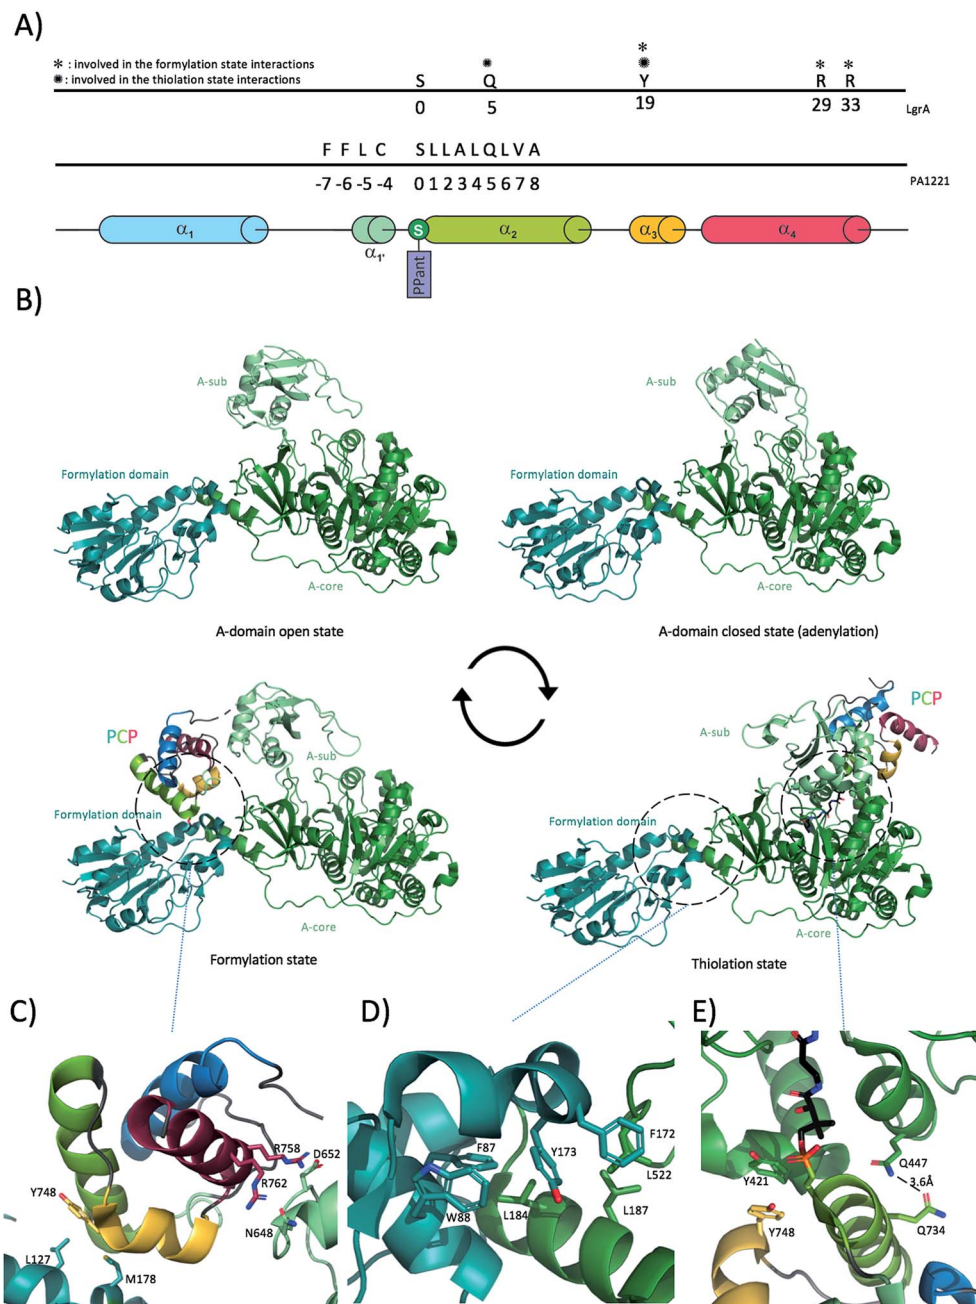 A)
* : involved in the formylation state interactions
✺ : involved in the thiolation state interactions
* 
✺ ✺ * *
S Q Y R R
0 5 19 29 33 LgrA
F F L C S L L A L Q L V A
-7 -6 -5 -4 0 1 2 3 4 5 6 7 8 PA1221
α1 α1' S α2 α3 α4
PPant
B)
A-sub
Formylation domain
A-core
A-domain open state
A-sub
Formylation domain
A-core
A-domain closed state (adenylation)
PCP
A-sub
Formylation domain
A-core
Formylation state
PCP
A-sub
Formylation domain
A-core
Thiolation state
C)
R758
D652
R762
Y748
N648
L127
M178
D)
F87
Y173
F172
L522
W88
L184
L187
E)
Q447
Y421
3.6Å
Y748
Q734